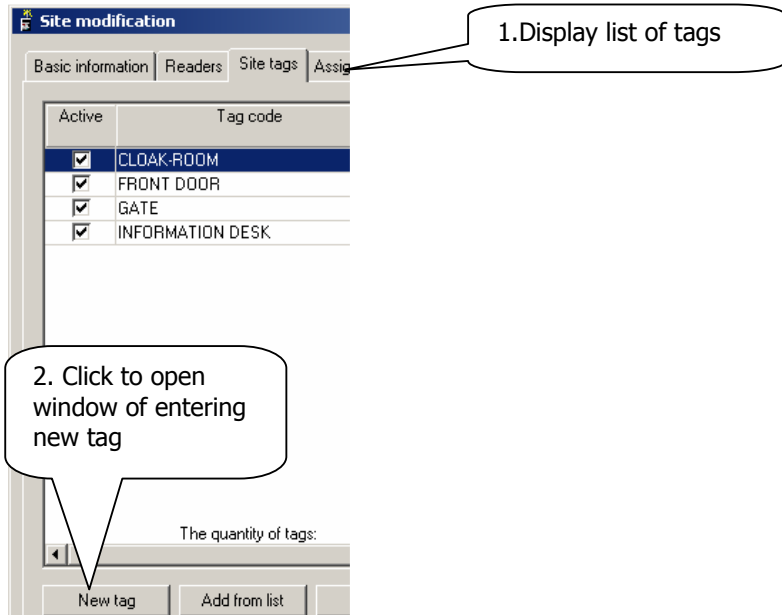 Site modification
1.Display list of tags
Basic information Readers Site tags
Active Tag code
CLOAK-ROOM
FRONT DOOR
GATE
INFORMATION DESK
2. Click to open
window of entering
new tag
The quantity of tags:
New tag Add from list